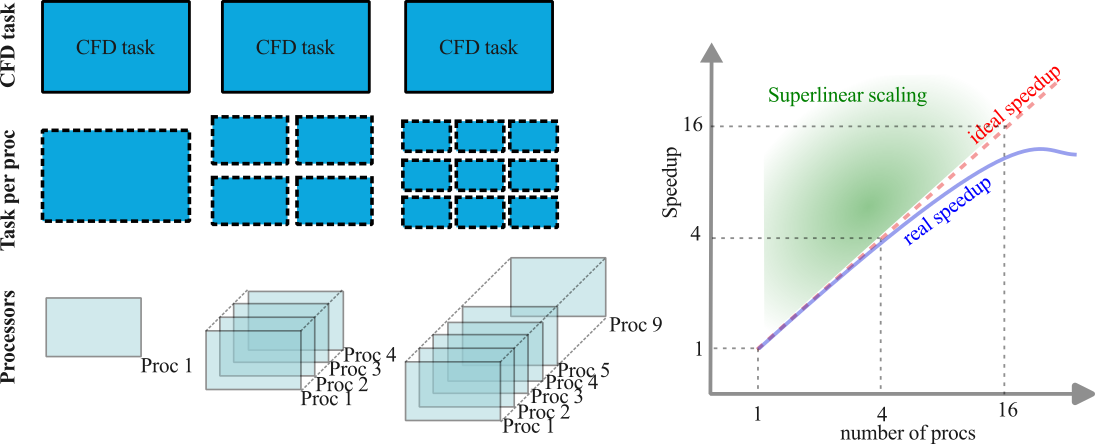 CFD task
CFD task
CFD task
CFD task
Task per proc
Processors
Proc 1
Proc 4
Proc 3
Proc 2
Proc 1
Proc 9
Proc 5
Proc 4
Proc 3
Proc 2
Proc 1
Superlinear scaling
ideal speedup
real speedup
Speedup
16
4
1
1
4
16
number of procs